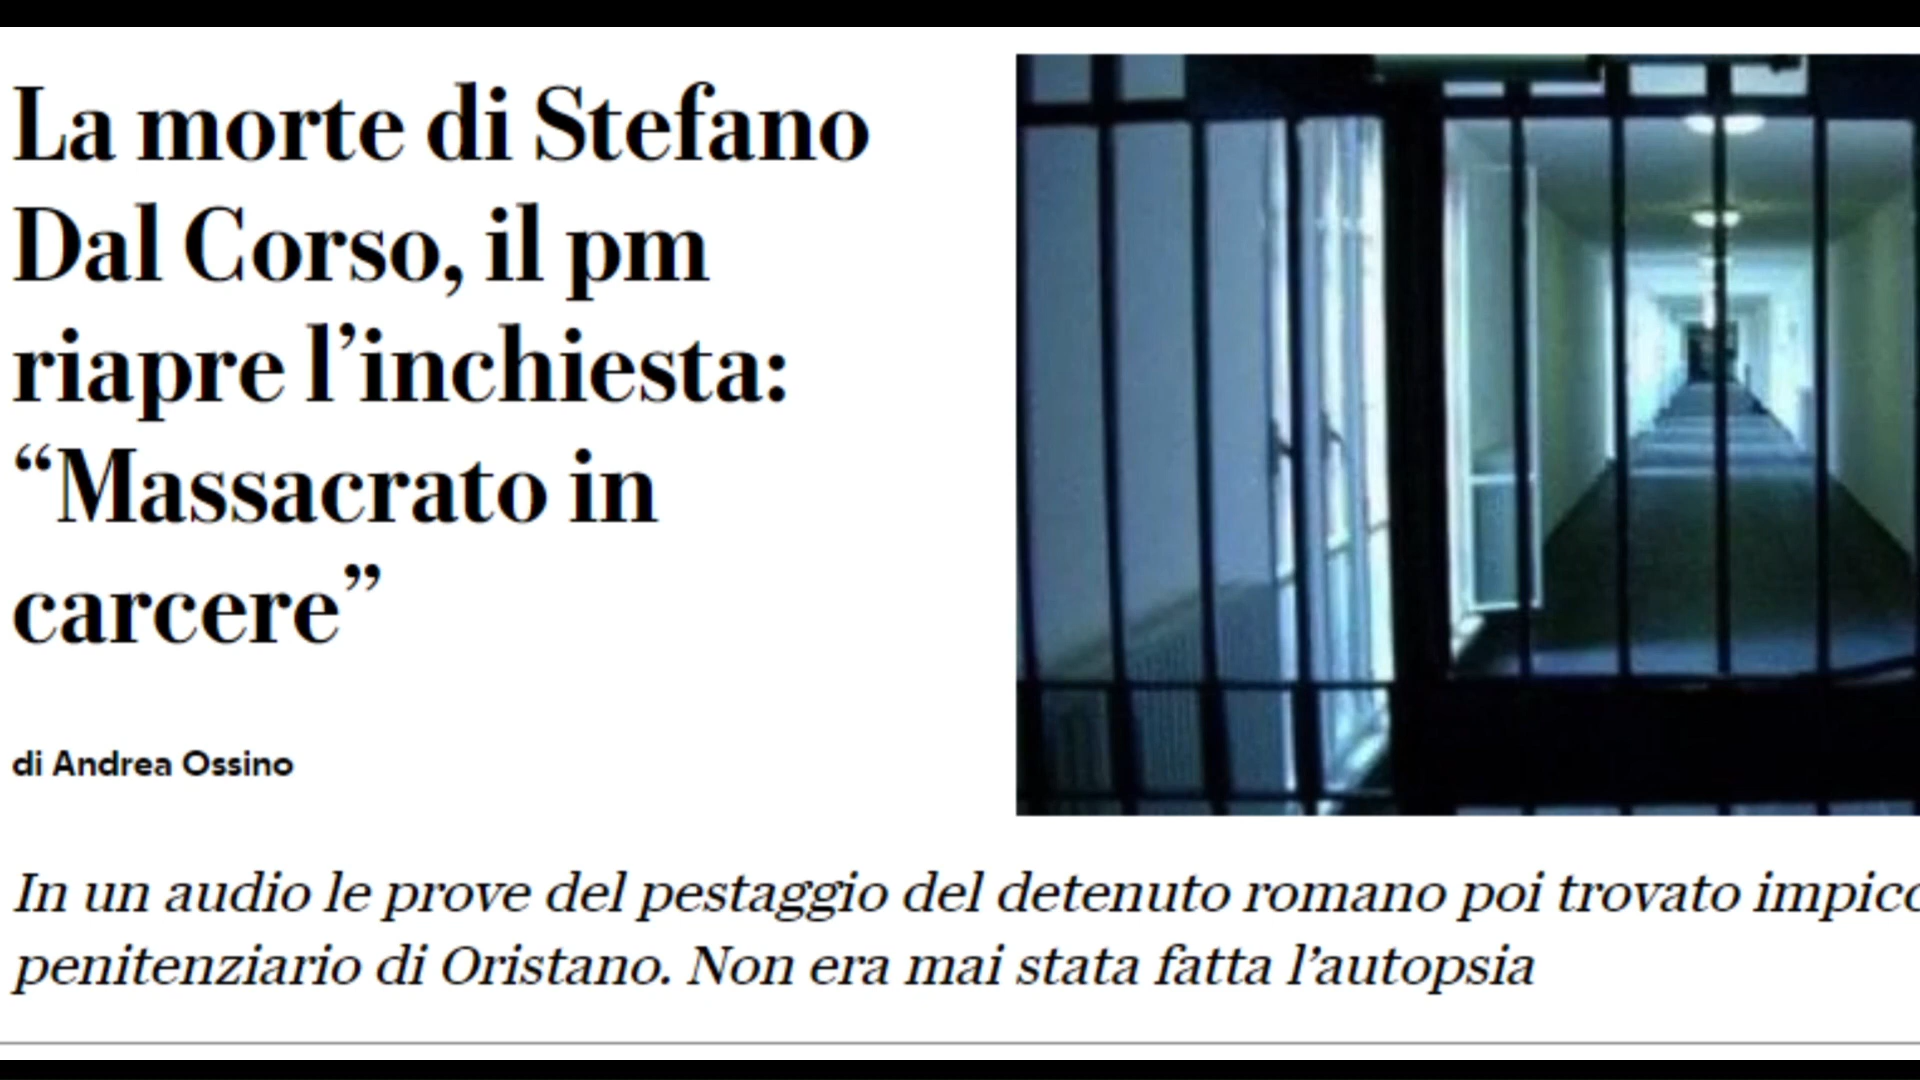 La morte di Stefano
Dal Corso, il pm
riapre l’inchiesta:
“Massacrato in
carcere”
di Andrea Ossino
In un audio le prove del pestaggio del detenuto romano poi trovato
penitenziario di Oristano. Non era mai stata fatta l’autopsia